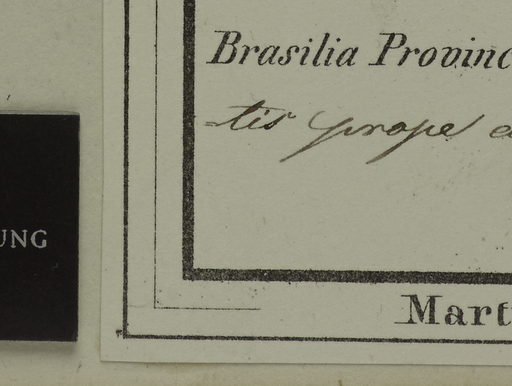 Brasilia Provinc
tis prope
UNG
Mart